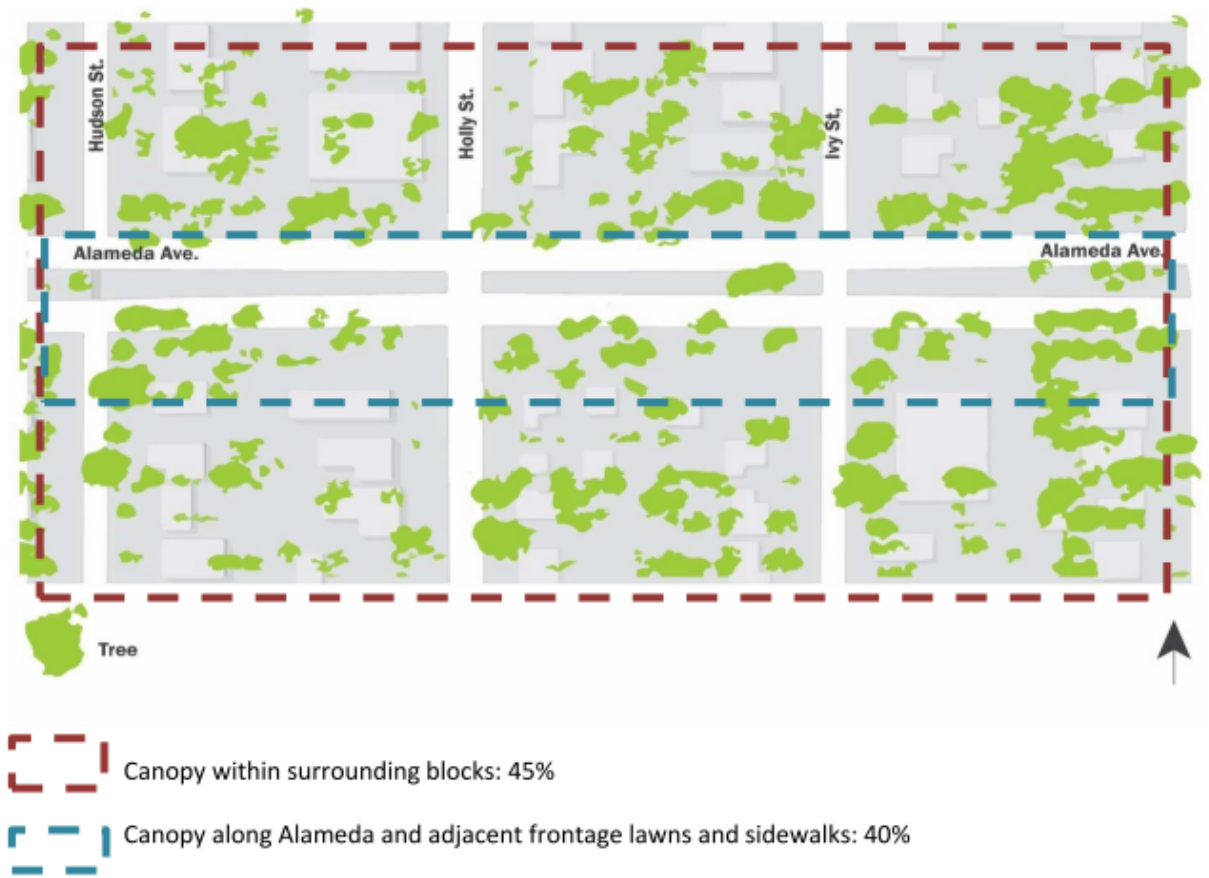 Hudson St.
Holly St.
Ivy St,
Alameda Ave.
Alameda Ave.
Tree
Canopy within surrounding blocks: 45%
Canopy along Alameda and adjacent frontage lawns and sidewalks: 40%